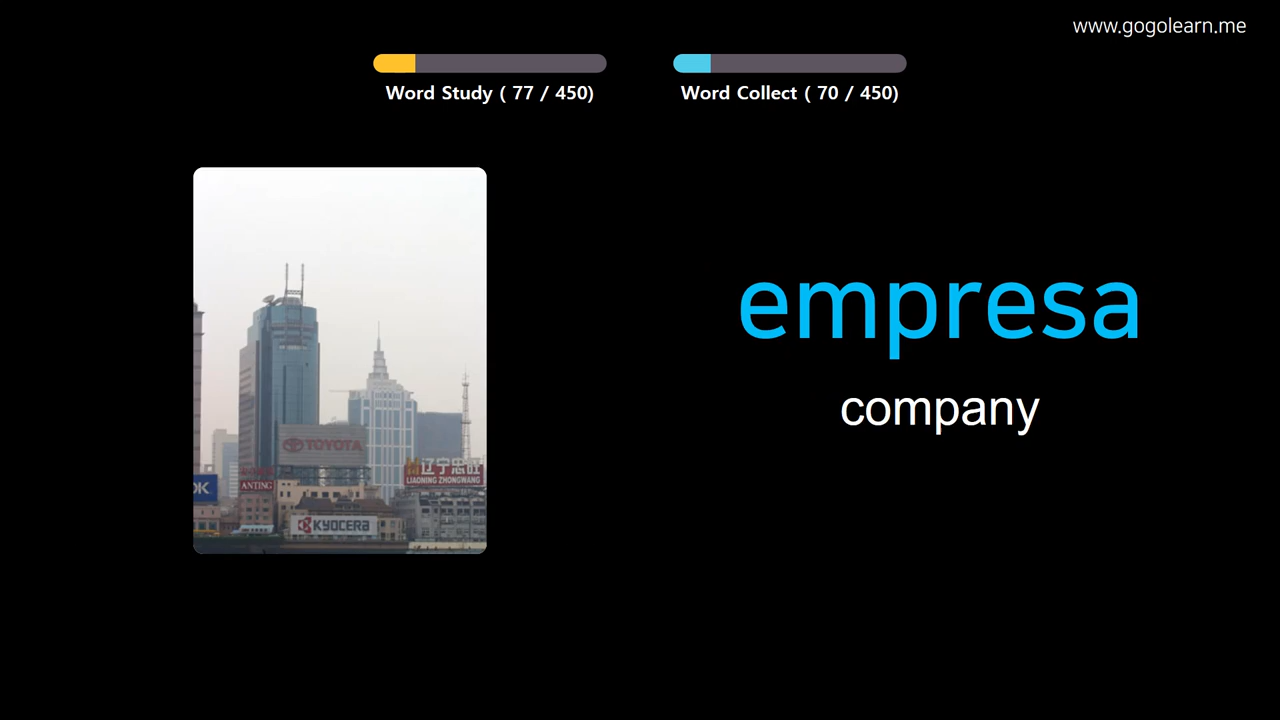 www.gogolearn.me
Word Study ( 77 / 450)
Word Collect ( 70 / 450)
empresa
company
TOYOTA
辽宁忠旺
LIAONING ZHONGWANG
OK
ANTING
KYOCERA